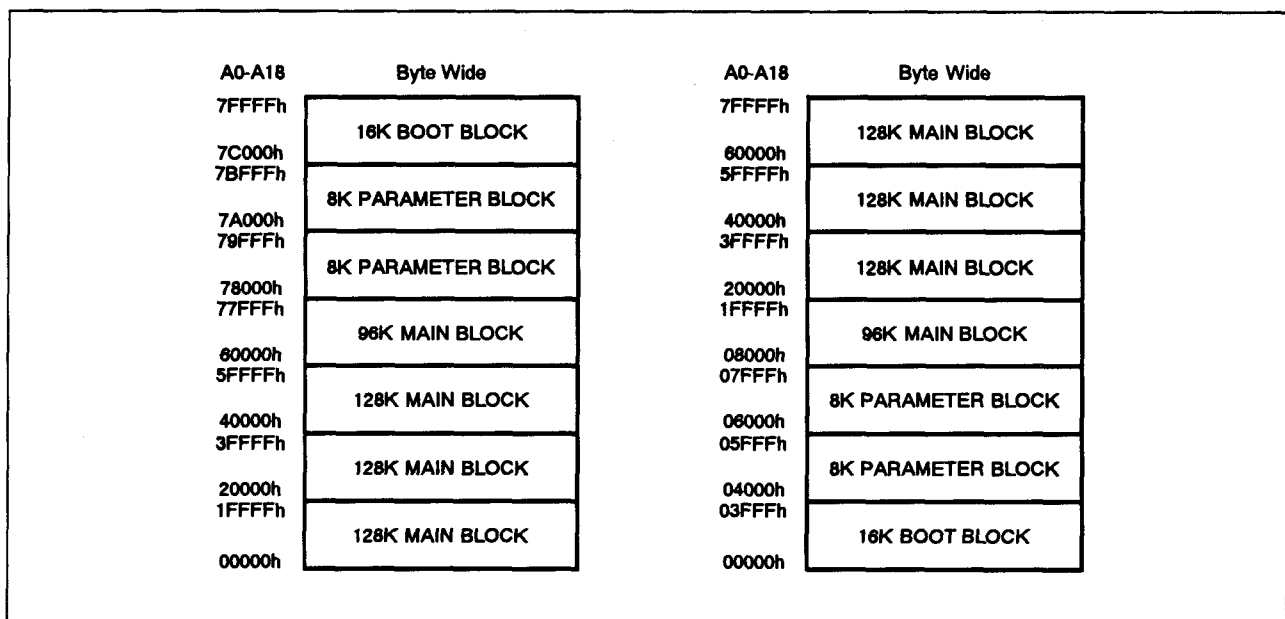 A0-A18 Byte Wide
7FFFFh
16K BOOT BLOCK
7C000h
7BFFFh
8K PARAMETER BLOCK
7A000h
79FFFh
8K PARAMETER BLOCK
78000h
77FFFh
96K MAIN BLOCK
60000h
5FFFFh
128K MAIN BLOCK
40000h
3FFFFh
128K MAIN BLOCK
20000h
1FFFFh
128K MAIN BLOCK
00000h
A0-A18 Byte Wide
7FFFFh
128K MAIN BLOCK
60000h
5FFFFh
128K MAIN BLOCK
40000h
3FFFFh
128K MAIN BLOCK
20000h
1FFFFh
96K MAIN BLOCK
08000h
07FFFh
8K PARAMETER BLOCK
06000h
05FFFh
8K PARAMETER BLOCK
04000h
03FFFh
16K BOOT BLOCK
00000h